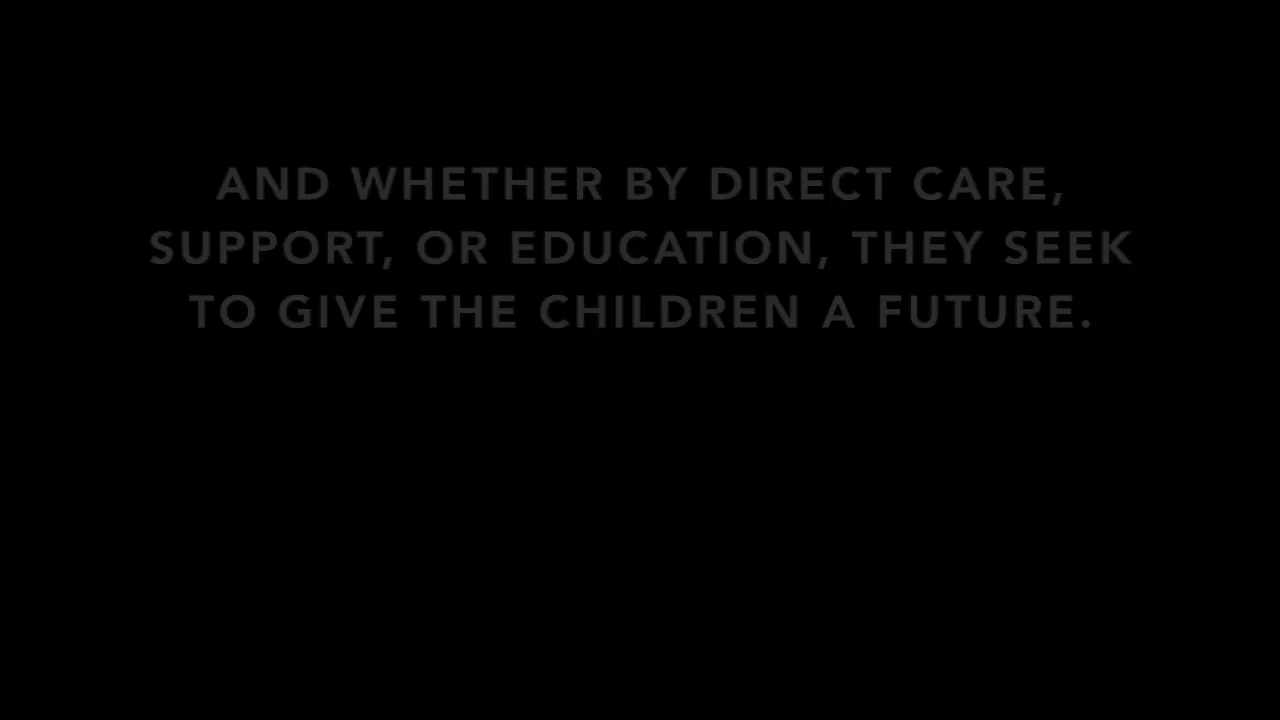 AND WHETHER BY DIRECT CARE,
SUPPORT, OR EDUCATION, THEY SEEK
TO GIVE THE CHILDREN A FUTURE.